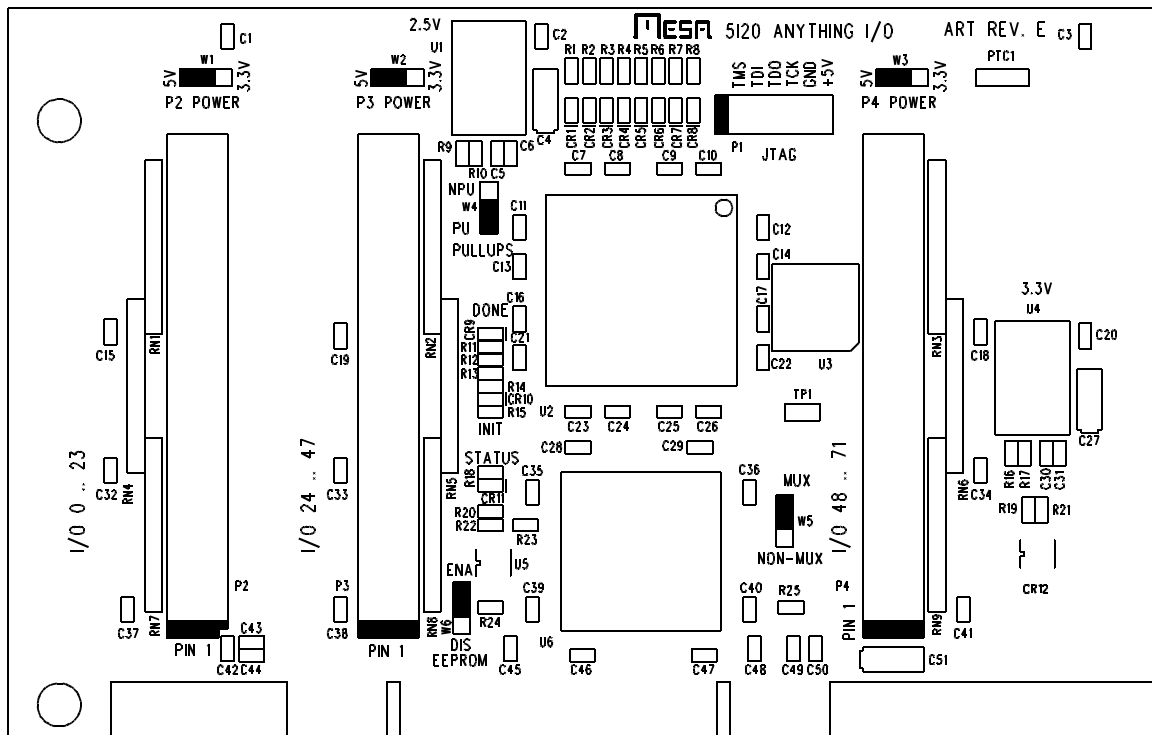 MESA 5I20 ANYTHING I/O ART REV. E
C1
2.5V
U1
C2
R1 R2 R3 R4 R5 R6 R7 R8
C3
PTC1
W1
5V 3.3V
P2 POWER
W2
5V 3.3V
P3 POWER
W3
5V 3.3V
P4 POWER
TMS
TDI
TDO
TCK
GND
+5V
P1
JTAG
C4
CR1 CR2 CR3 CR4 CR5 CR6 CR7 CR8
R9
R10
C5
C6
C7 C8 C9 C10
NPU
W4
PU
PULLUPS
C11
C12
C13
C14
DONE
C16
C17
CR9
C21
R11
R12
R13
R14
CR10
R15
INIT
C22
U3
3.3V
U4
C15
RN1
C19
RN2
RN3
C18
C20
TP1
U2
C23 C24 C25 C26
C27
C28
C29
STATUS
R18
CR11
C35
C36
R20
R22
R23
MUX
W5
NON-MUX
C32
RN4
C33
RN5
C34
RN6
R16
R17
C30
C31
R19
R21
CR12
I/O 0 .. 23
I/O 24 .. 47
I/O 48 .. 71
U5
ENA
W6
DIS
EEPROM
R24
C39
C40
R25
P2
P3
P4
C37
RN7
C38
RN8
RN9
C41
PIN 1
PIN 1
PIN 1
C42
C43
C44
C45
U6
C46
C47
C48
C49
C50
C51